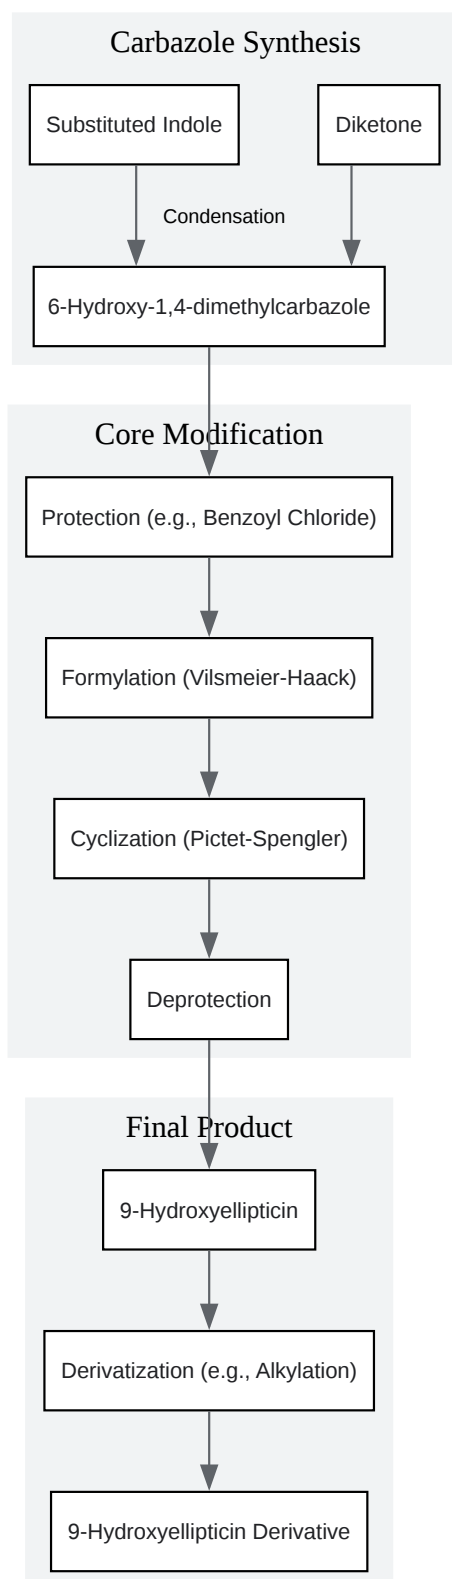 Carbazole Synthesis
Substituted Indole
Diketone
Condensation
6-Hydroxy-1,4-dimethylcarbazole
Core Modification
Protection (e.g., Benzoyl Chloride)
Formylation (Vilsmeier-Haack)
Cyclization (Pictet-Spengler)
Deprotection
Final Product
9-Hydroxyellipticin
Derivatization (e.g., Alkylation)
9-Hydroxyellipticin Derivative